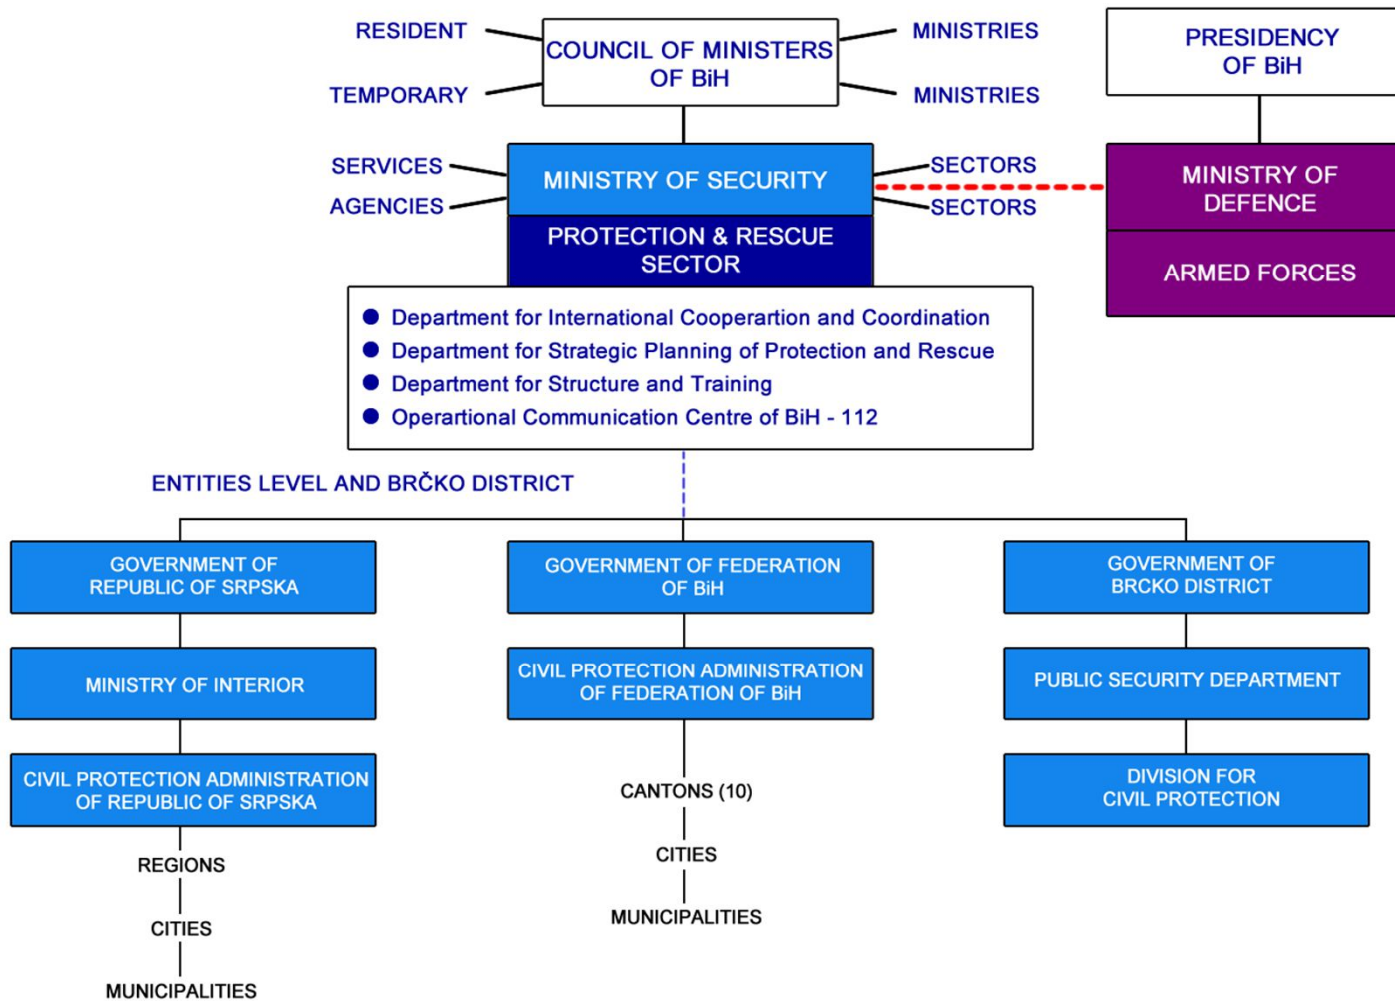 RESIDENT
COUNCIL OF MINISTERS
OF BiH
MINISTRIES
TEMPORARY
MINISTRIES
PRESIDENCY
OF BiH
SERVICES
MINISTRY OF SECURITY
SECTORS
AGENCIES
SECTORS
MINISTRY OF
DEFENCE
PROTECTION & RESCUE
SECTOR
ARMED FORCES
● Department for International Coopertion and Coordination
● Department for Strategic Planning of Protection and Rescue
● Department for Structure and Training
● Operartional Communication Centre of BiH - 112
ENTITIES LEVEL AND BRČKO DISTRICT
GOVERNMENT OF
REPUBLIC OF SRPSKA
MINISTRY OF INTERIOR
CIVIL PROTECTION ADMINISTRATION
OF REPUBLIC OF SRPSKA
REGIONS
CITIES
MUNICIPALITIES
GOVERNMENT OF FEDERATION
OF BiH
CIVIL PROTECTION ADMINISTRATION
OF FEDERATION OF BiH
CANTONS (10)
CITIES
MUNICIPALITIES
GOVERNMENT OF
BRCKO DISTRICT
PUBLIC SECURITY DEPARTMENT
DIVISION FOR
CIVIL PROTECTION